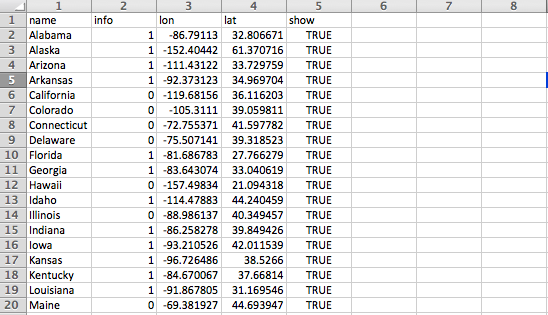 1 2 3 4 5 6 7 8
1 name info lon lat show
2 Alabama 1 -86.79113 32.806671 TRUE
3 Alaska 1 -152.40442 61.370716 TRUE
4 Arizona 1 -111.43122 33.729759 TRUE
5 Arkansas 1 -92.373123 34.969704 TRUE
6 California 0 -119.68156 36.116203 TRUE
7 Colorado 0 -105.3111 39.059811 TRUE
8 Connecticut 0 -72.755371 41.597782 TRUE
9 Delaware 0 -75.507141 39.318523 TRUE
10 Florida 1 -81.686783 27.766279 TRUE
11 Georgia 1 -83.643074 33.040619 TRUE
12 Hawaii 0 -157.49834 21.094318 TRUE
13 Idaho 1 -114.47883 44.240459 TRUE
14 Illinois 0 -88.986137 40.349457 TRUE
15 Indiana 1 -86.258278 39.849426 TRUE
16 Iowa 1 -93.210526 42.011539 TRUE
17 Kansas 1 -96.726486 38.5266 TRUE
18 Kentucky 1 -84.670067 37.66814 TRUE
19 Louisiana 1 -91.867805 31.169546 TRUE
20 Maine 0 -69.381927 44.693947 TRUE